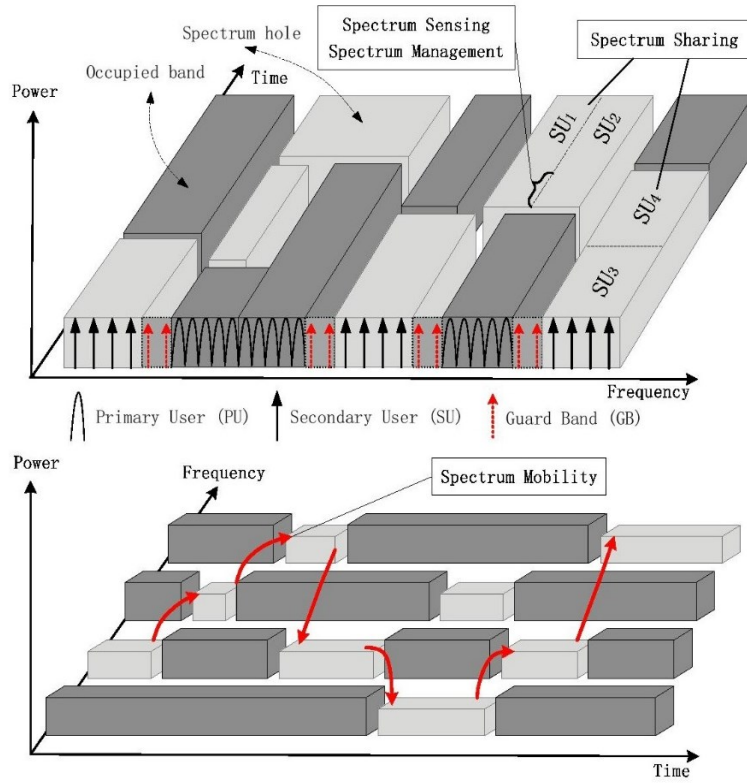 Spectrum hole
Spectrum Sensing
Spectrum Management
Spectrum Sharing
Occupied band
Time
Power
SU1
SU2
SU4
SU3
Frequency
Primary User (PU)
Secondary User (SU)
Guard Band (GB)
Power
Frequency
Spectrum Mobility
Time